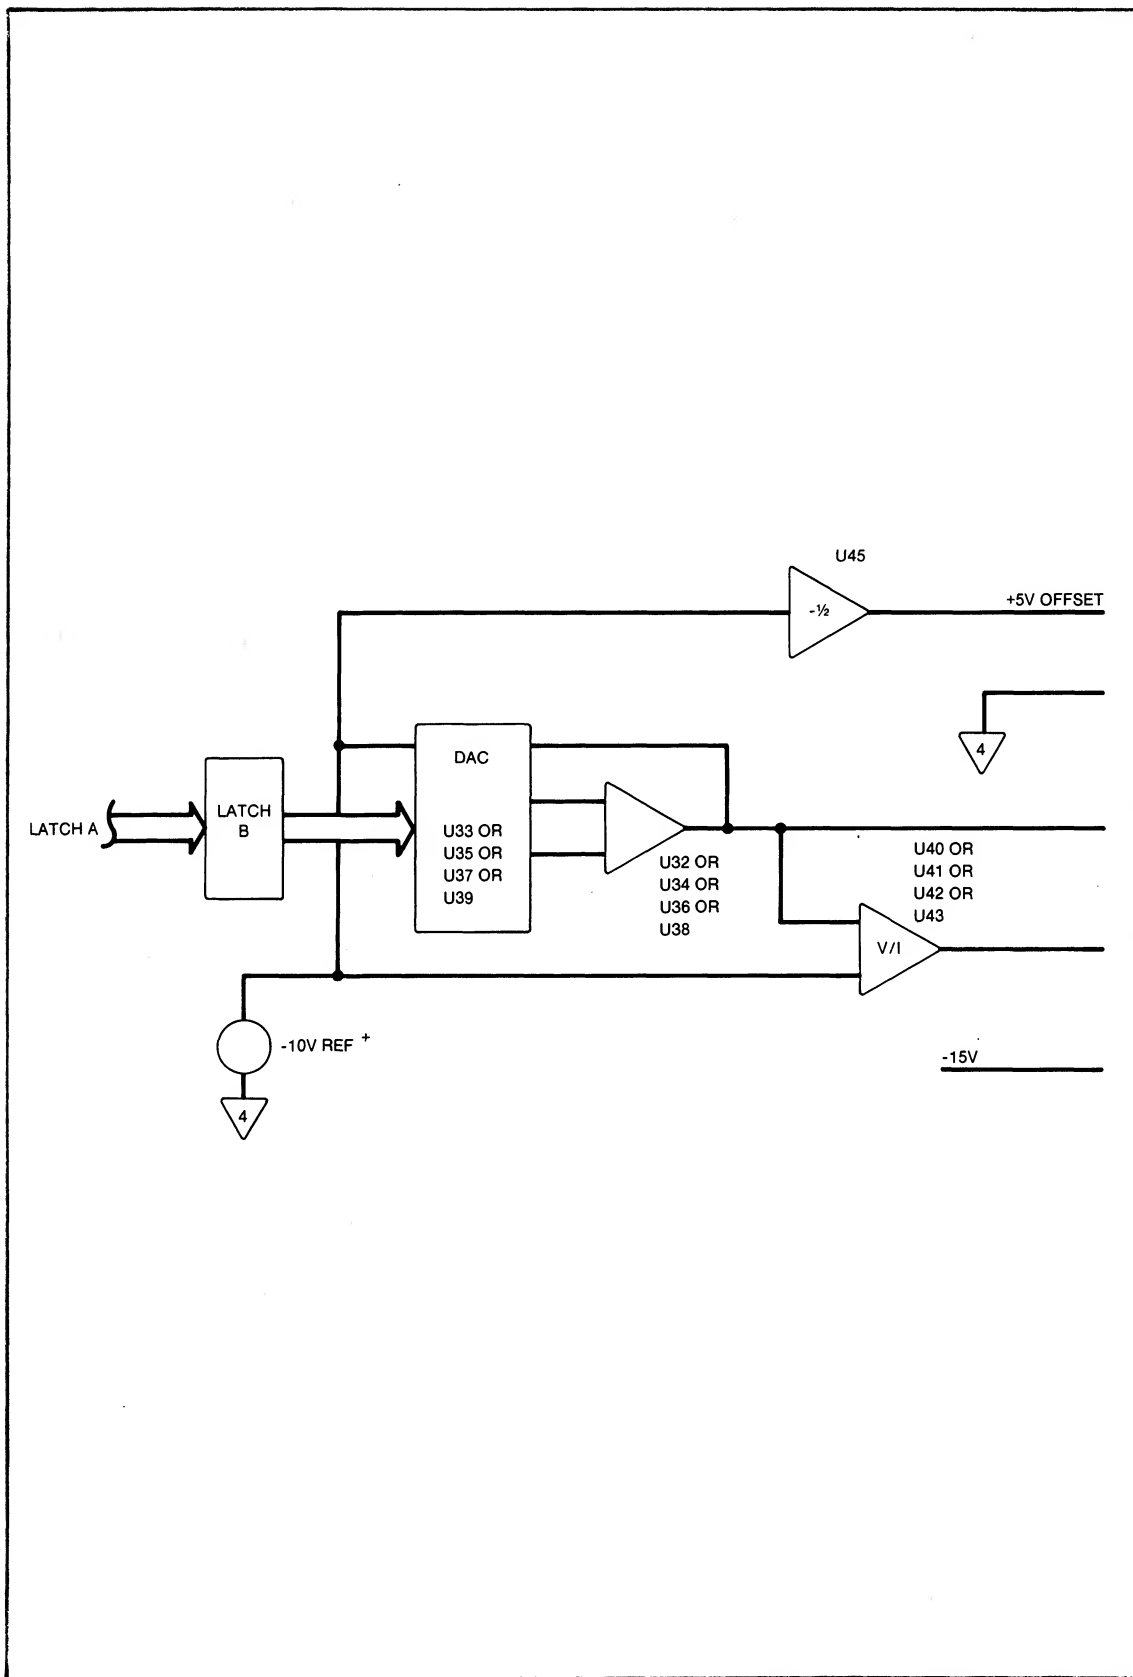 U45
-½
+5V OFFSET
4
DAC
LATCH A
LATCH
B
U33 OR
U35 OR
U37 OR
U39
U32 OR
U34 OR
U36 OR
U38
U40 OR
U41 OR
U42 OR
U43
V/I
-10V REF +
-15V
4